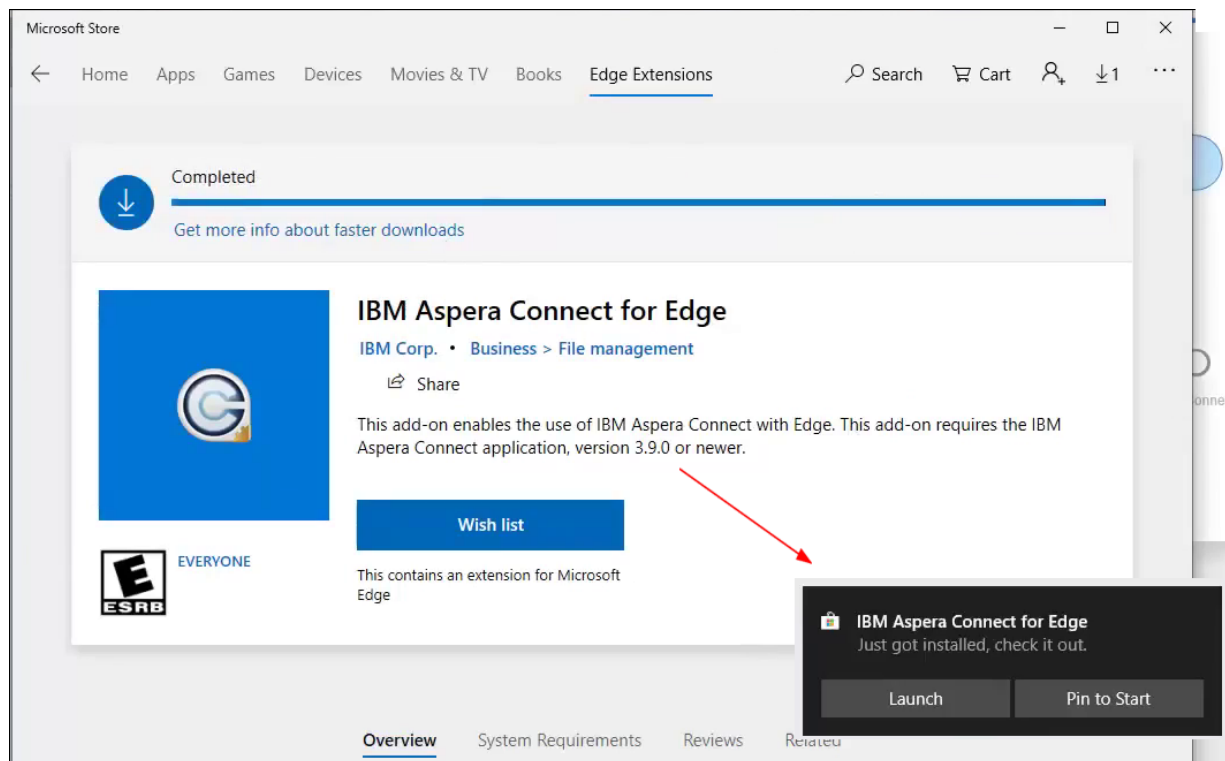 Microsoft Store
Home Apps Games Devices Movies & TV Books Edge Extensions Search Cart 1
Completed
Get more info about faster downloads
IBM Aspera Connect for Edge
IBM Corp. • Business > File management
Share
This add-on enables the use of IBM Aspera Connect with Edge. This add-on requires the IBM
Aspera Connect application, version 3.9.0 or newer.
Wish list
E
ESRB
EVERYONE
This contains an extension for Microsoft
Edge
IBM Aspera Connect for Edge
Just got installed, check it out.
Launch Pin to Start
Overview System Requirements Reviews Related